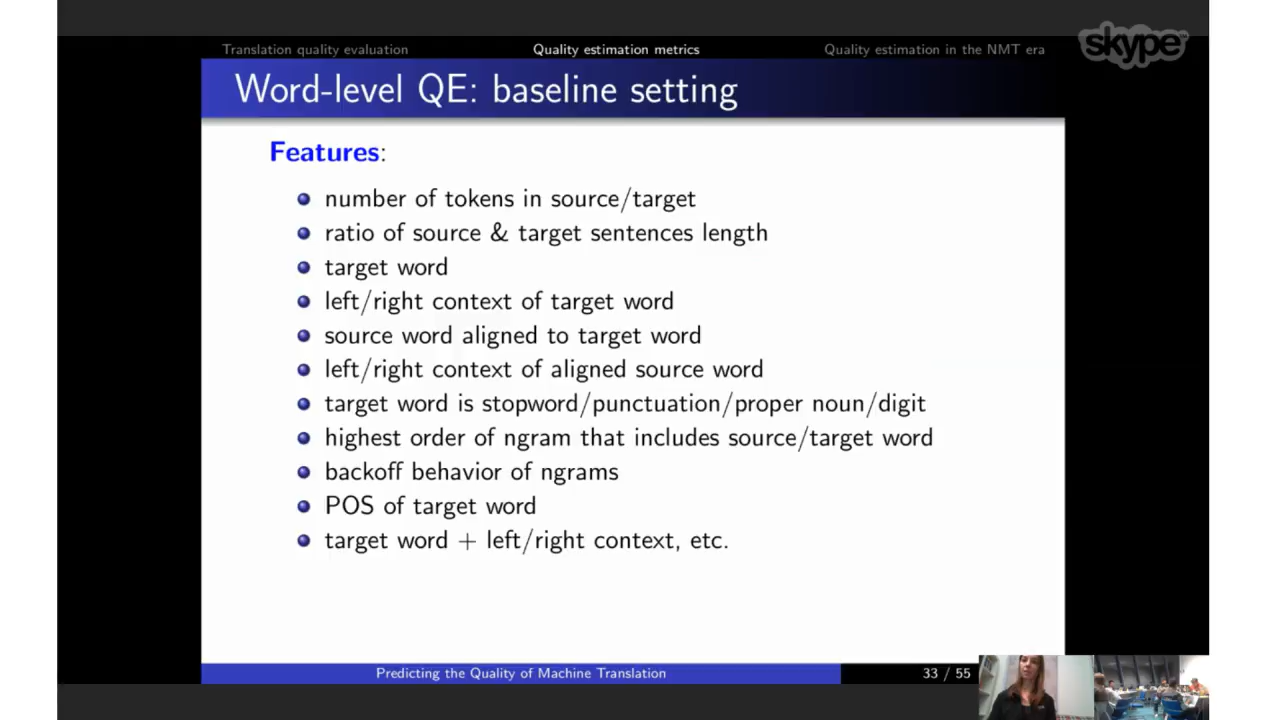 Translation quality evaluation
Quality estimation metrics
Quality estimation in the NMT era
skype™
Word-level QE: baseline setting
Features:
number of tokens in source/target
ratio of source & target sentences length
target word
left/right context of target word
source word aligned to target word
left/right context of aligned source word
target word is stopword/punctuation/proper noun/digit
highest order of ngram that includes source/target word
backoff behavior of ngrams
POS of target word
target word + left/right context, etc.
Predicting the Quality of Machine Translation
33 / 55